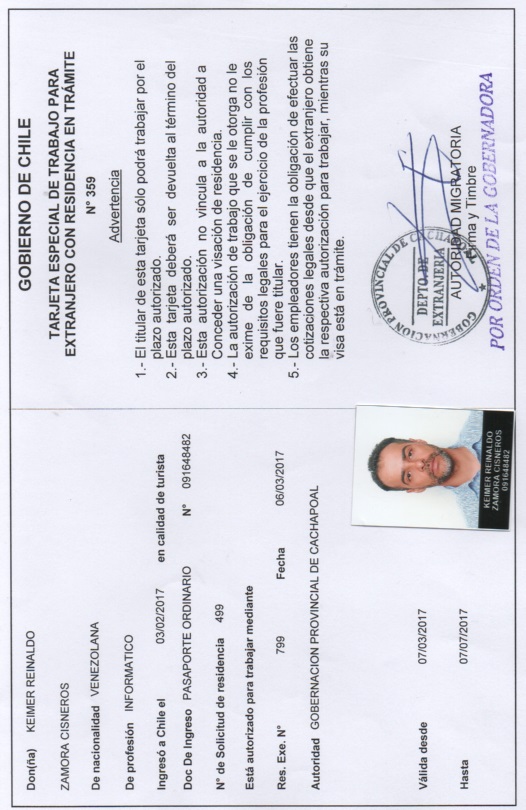 Don(ña) KEIMER REINALDO
ZAMORA CISNEROS
De nacionalidad VENEZOLANA
De profesión INFORMATICO
Ingresó a Chile el 03/02/2017 en calidad de turista
Doc De Ingreso PASAPORTE ORDINARIO N° 091648482
N° de Solicitud de residencia 499
Está autorizado para trabajar mediante
Res. Exe. N° 799 Fecha 06/03/2017
Autoridad GOBERNACION PROVINCIAL DE CACHAPOAL
Válida desde 07/03/2017
Hasta 07/07/2017
KEIMER REINALDO
ZAMORA CISNEROS
091648482
GOBIERNO DE CHILE
TARJETA ESPECIAL DE TRABAJO PARA
EXTRANJERO CON RESIDENCIA EN TRÁMITE
N° 359
Advertencia
1.- El titular de esta tarjeta sólo podrá trabajar por el
plazo autorizado.
2.- Esta tarjeta deberá ser devuelta al término del
plazo autorizado.
3.- Esta autorización no vincula a la autoridad a
Conceder una visación de residencia.
4.- La autorización de trabajo que se le otorga no le
exime de la obligación de cumplir con los
requisitos legales para el ejercicio de la profesión
que fuere titular.
5.- Los empleadores tienen la obligación de efectuar las
cotizaciones legales desde que el extranjero obtiene
la respectiva autorización para trabajar, mientras su
visa está en trámite.
GOBERNACION PROVINCIAL DE
DEPTO. DE
EXTRANJERIA
AUTORIDAD MIGRATORIA
Firma y Timbre
POR ORDEN DE LA GOBERNADORA